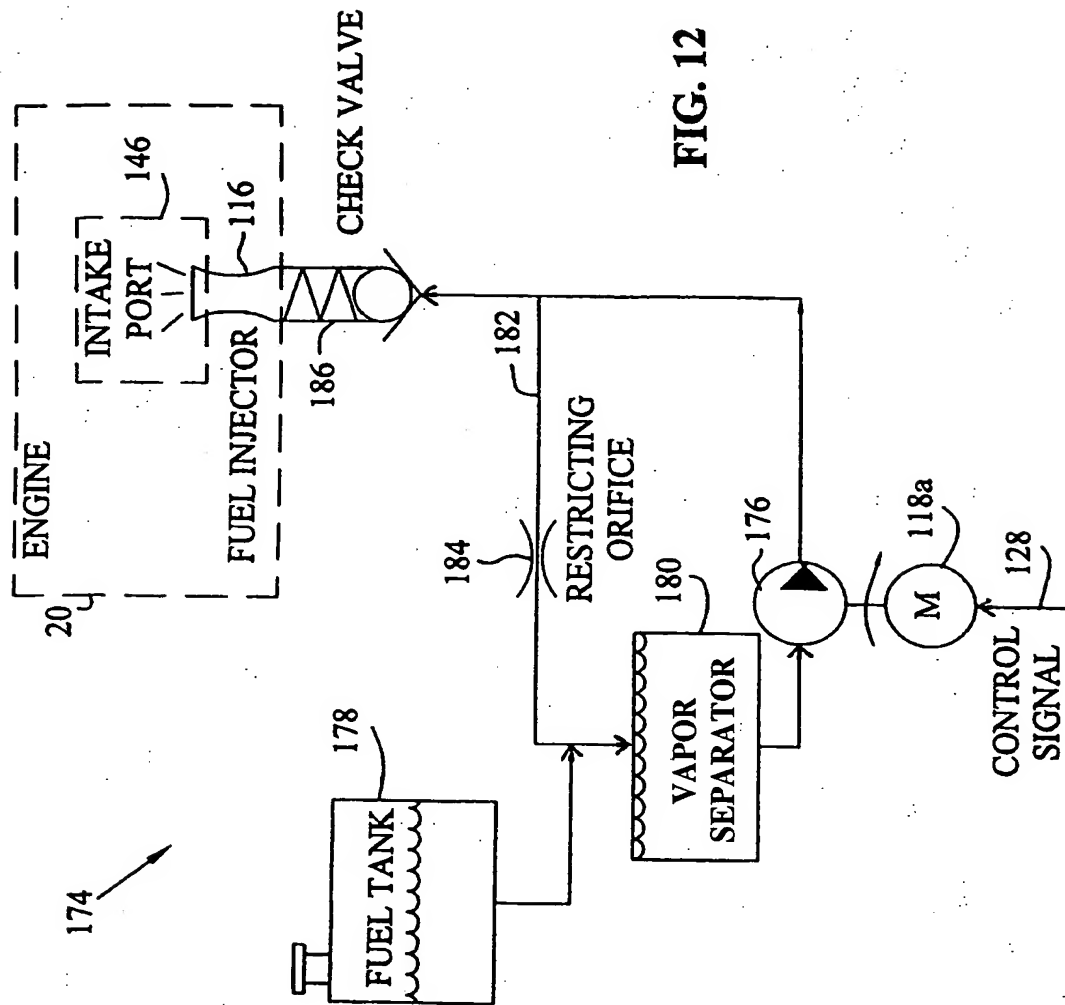 174
FUEL TANK
178
20
ENGINE
INTAKE
PORT
146
FUEL INJECTOR
116
186
CHECK VALVE
184
182
RESTRICTING
ORIFICE
VAPOR
SEPARATOR
180
176
M
118a
CONTROL
SIGNAL
128
FIG. 12